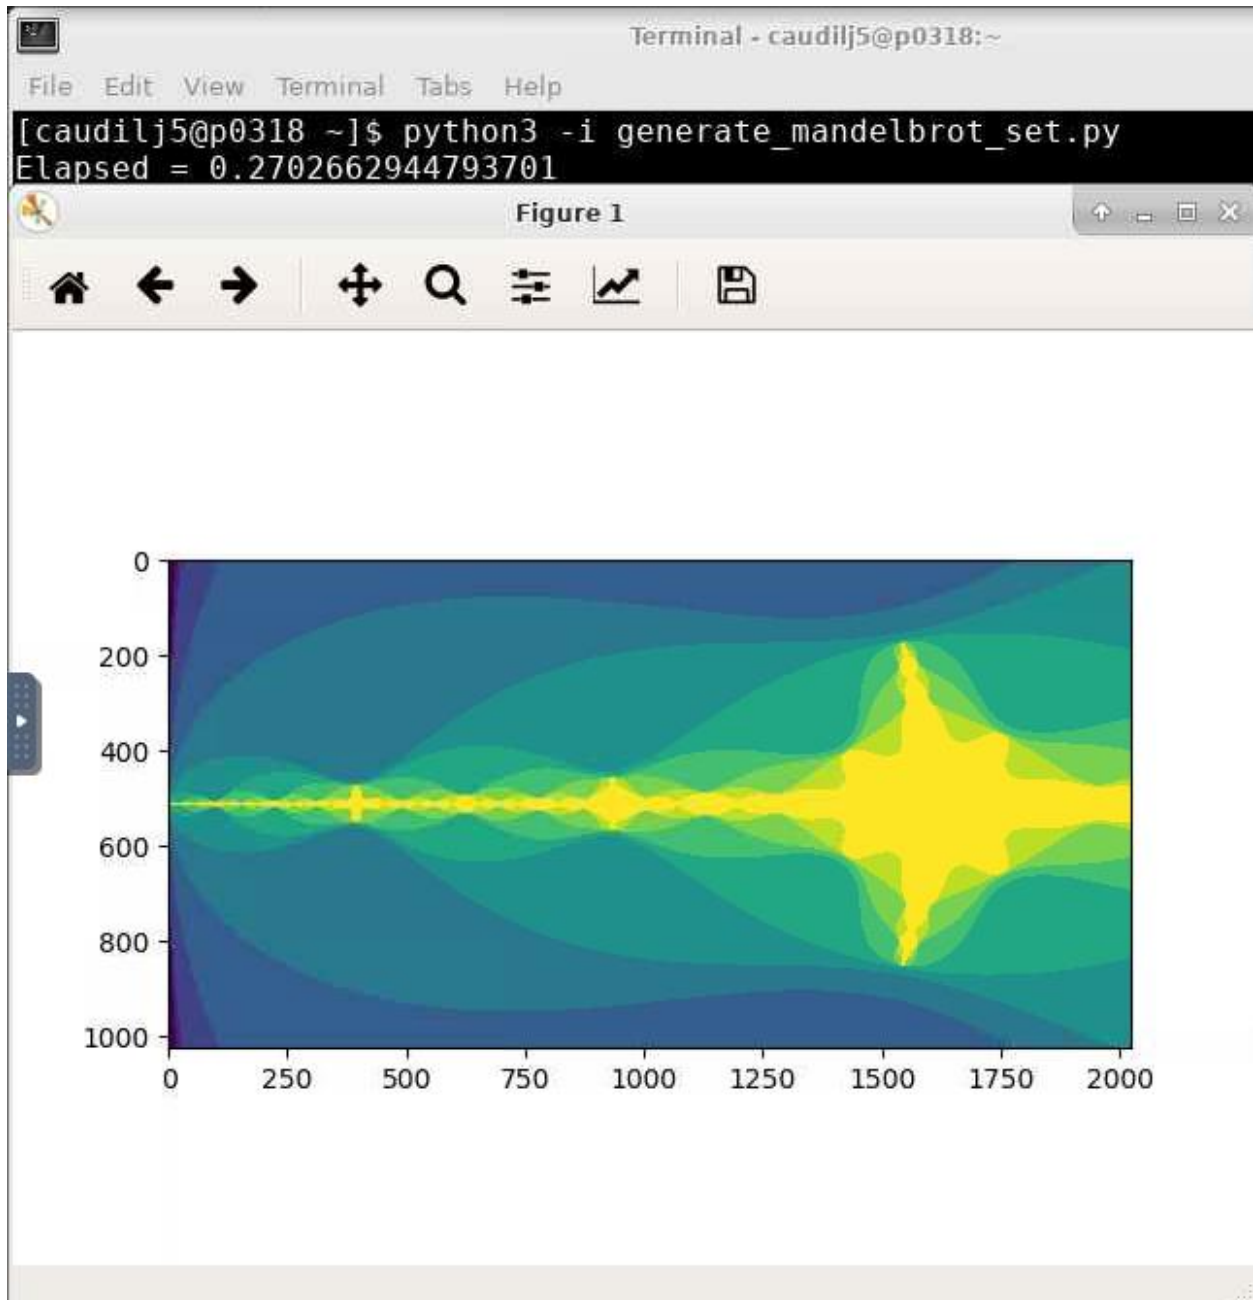 Terminal - caudilj5@p0318:~
File Edit View Terminal Tabs Help
[caudilj5@p0318 ~]$ python3 -i generate_mandelbrot_set.py
Elapsed = 0.2702662944793701
Figure 1
0
200
400
600
800
1000
0 250 500 750 1000 1250 1500 1750 2000